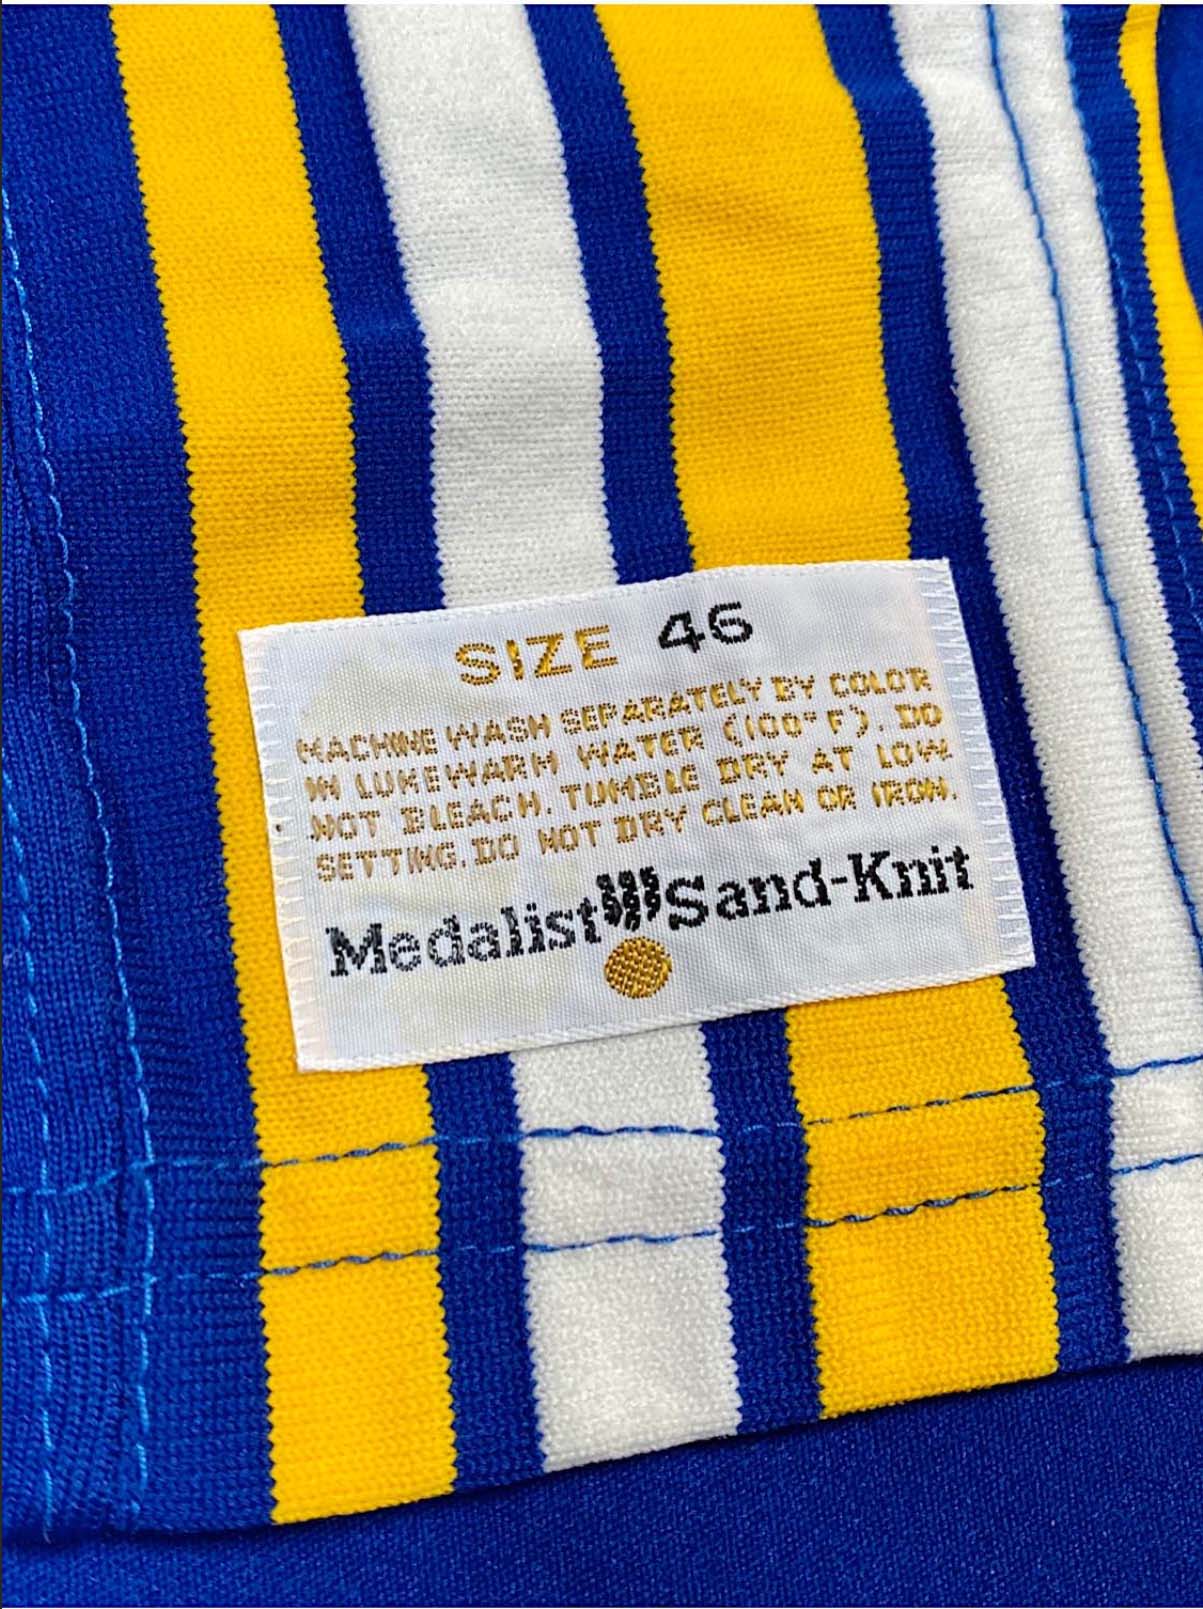 SIZE 46
MACHINE WASH SEPARATELY BY COLOR
IN LUKEWARM WATER (100° F). DO
NOT BLEACH. TUMBLE DRY AT LOW
SETTING. DO NOT DRY CLEAN OR IRON.
Medalist Sand-Knit